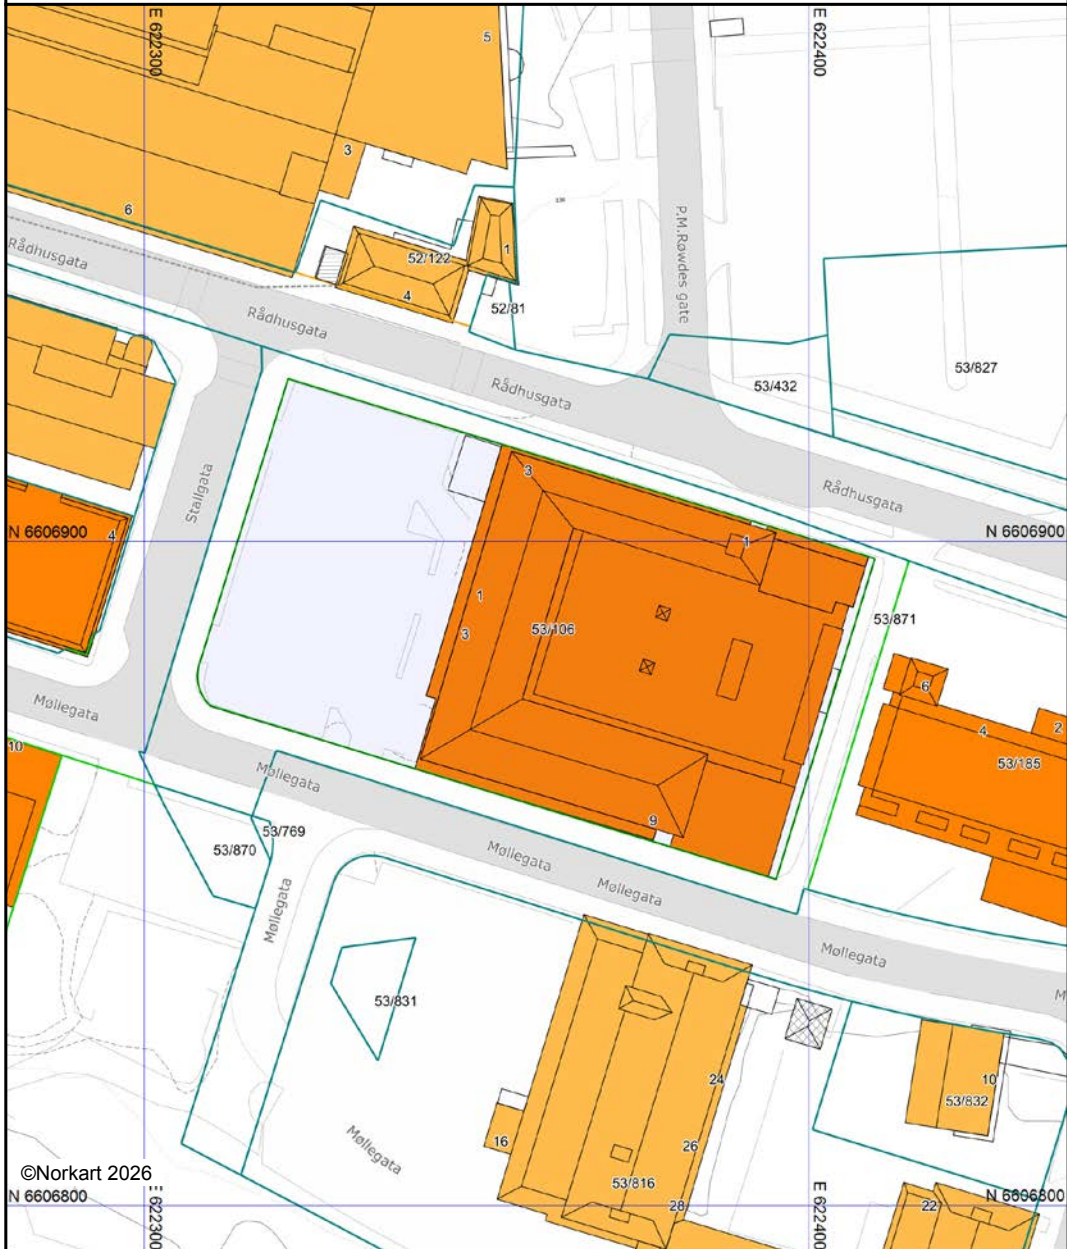 E 622300
E 622400
5
3
6
1
52/122
4
52/81
Rådhusgata
P.M.Røwdes gate
Rådhusgata
Rådhusgata
53/432
53/827
Stallgata
3
Rådhusgata
N 6606900
4
1
N 6606900
1
3
53/106
53/871
6
Møllegata
4
2
10
53/185
Møllegata
9
53/769
53/870
Møllegata
Møllegata
Møllegata
Møllegata
M
53/831
24
10
53/832
Møllegata
16
26
©Norkart 2026
53/816
N 6606800
28
22
N 6606800
E 622300
E 622400